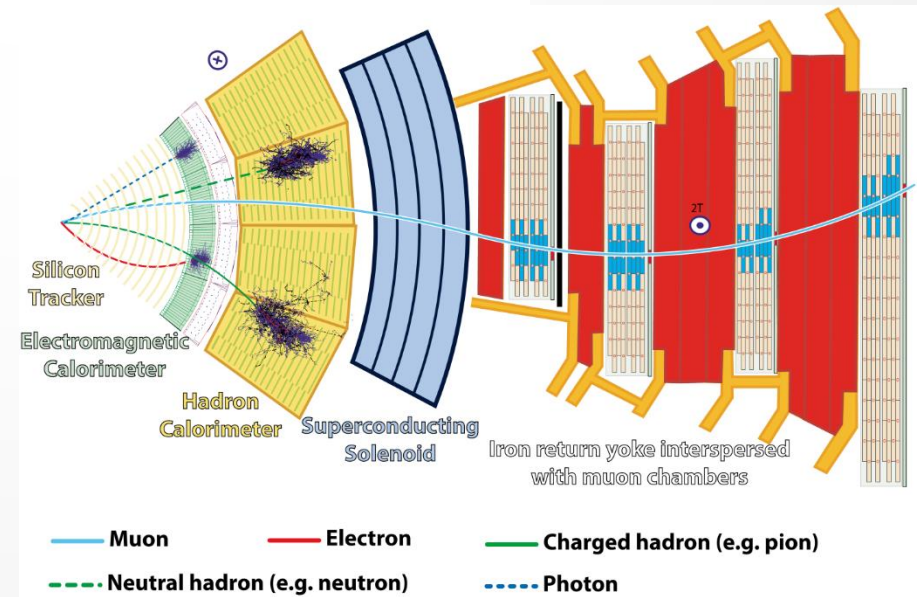 2T
Silicon
Tracker
Electromagnetic
Calorimeter
Hadron
Calorimeter
Superconducting
Solenoid
Iron return yoke interspersed
with muon chambers
Muon
Electron
Charged hadron (e.g. pion)
Neutral hadron (e.g. neutron)
Photon